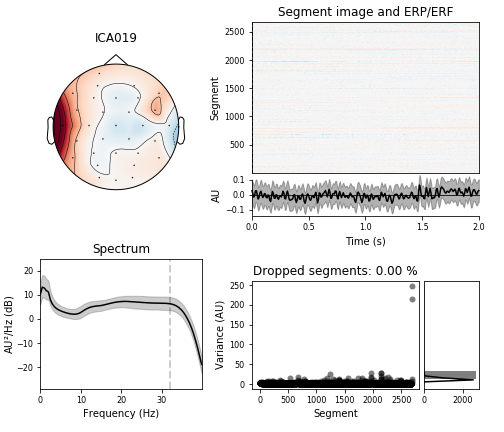 ICA019
Segment image and ERP/ERF
Segment
2500
2000
1500
1000
500
AU
0.1
0.0
−0.1
0.0 0.5 1.0 1.5 2.0
Time (s)
Spectrum
AU²/Hz (dB)
20
10
0
−10
−20
0 10 20 30
Frequency (Hz)
Dropped segments: 0.00 %
Variance (AU)
250
200
150
100
50
0
0 500 1000 1500 2000 2500
Segment
0 2000